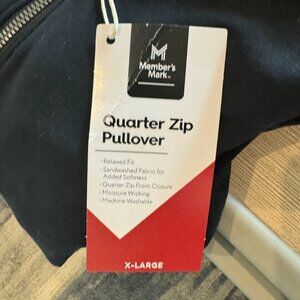 M
Member's
Mark
Quarter Zip
Pullover
• Relaxed Fit
• Sandwashed Fabric for
Added Softness
• Quarter Zip Front Closure
• Moisture Wicking
• Machine Washable
X-LARGE